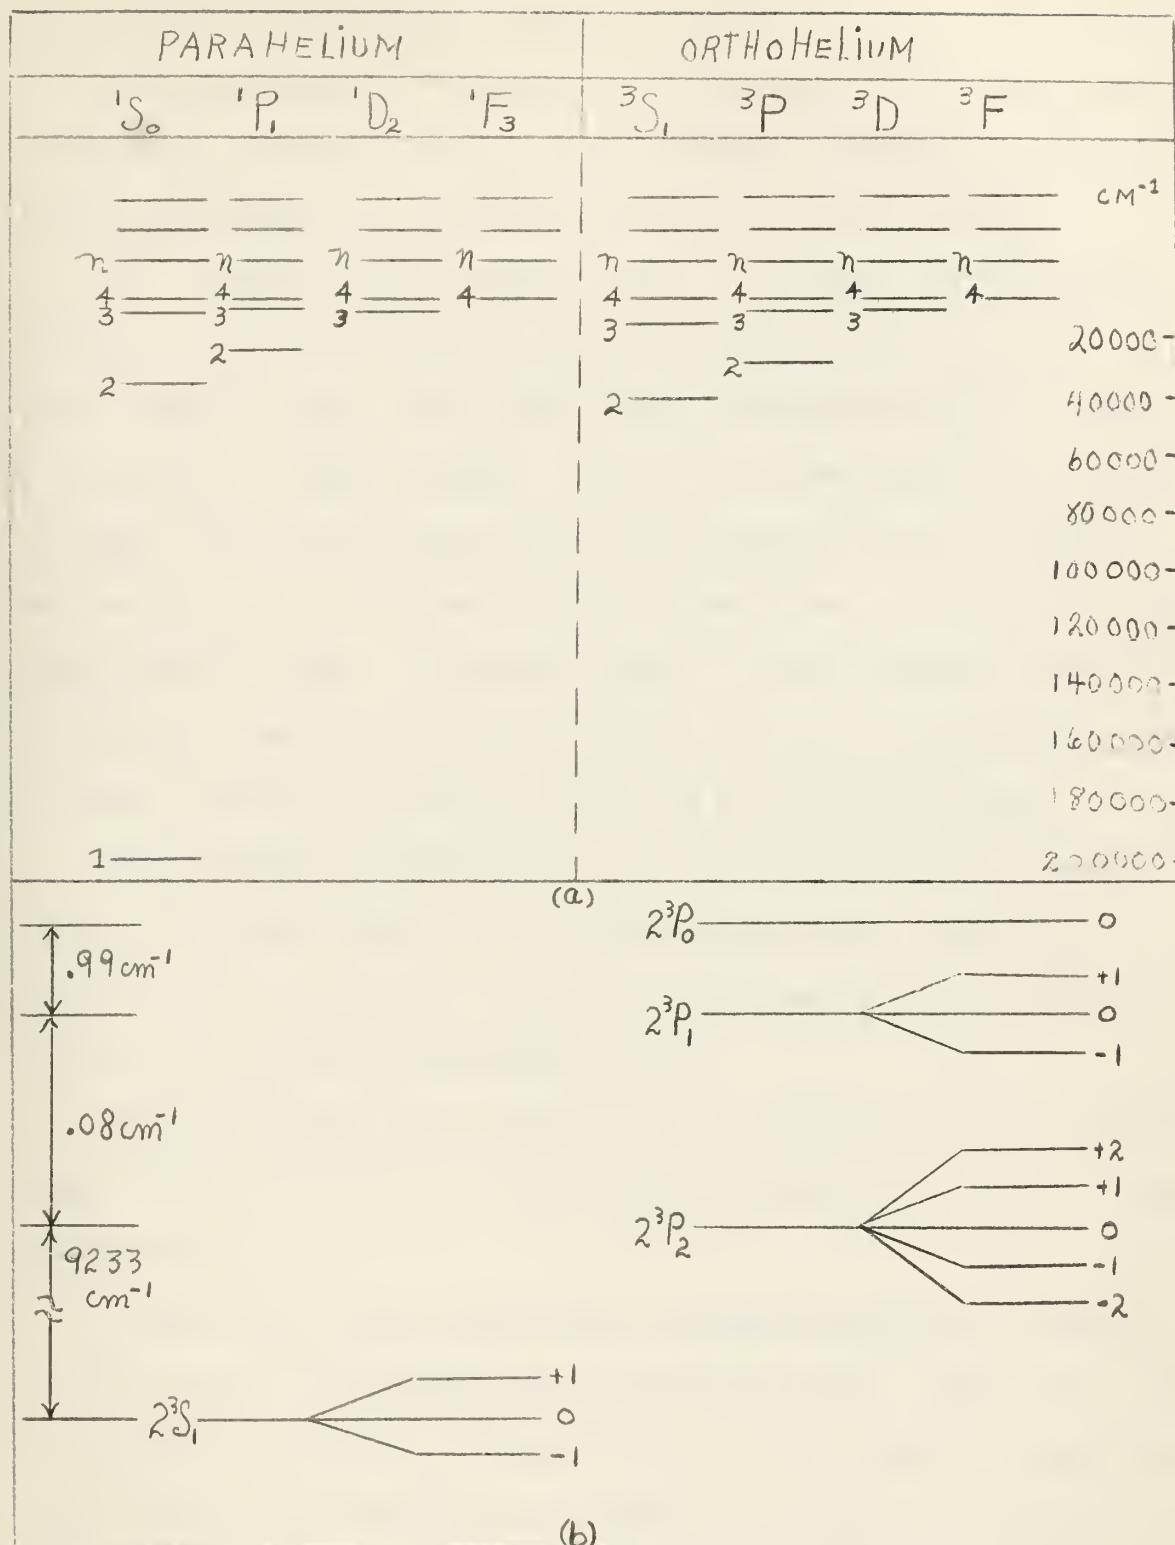 PARAHELIUM ORTHOHELIUM
¹S₀ ¹P₁ ¹D₂ ¹F₃ ³S₁ ³P ³D ³F
CM⁻¹
n n n n n n n n
4 4 4 4 4 4 4 4
3 3 3 3 3 3
20000
2 2
2 2
40000
60000
80000
100000
120000
140000
160000
180000
1
200000
(a)
2³P₀ 0
.99 cm⁻¹
+1
2³P₁ 0
-1
.08 cm⁻¹
+2
+1
2³P₂ 0
9233
cm⁻¹
-1
-2
+1
2³S₁ 0
-1
(b)